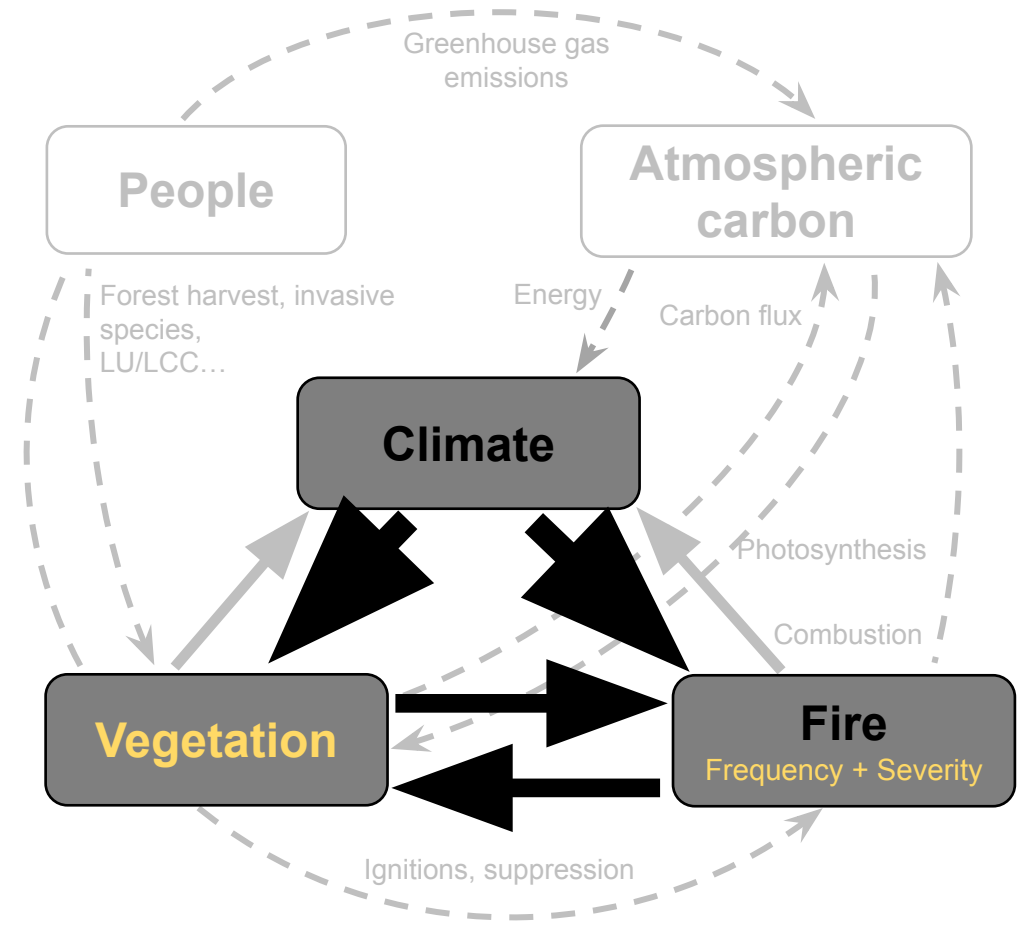 Greenhouse gas
emissions
People
Atmospheric
carbon
Forest harvest, invasive
species,
LU/LCC…
Energy
Carbon flux
Climate
Photosynthesis
Combustion
Vegetation
Fire
Frequency + Severity
Ignitions, suppression